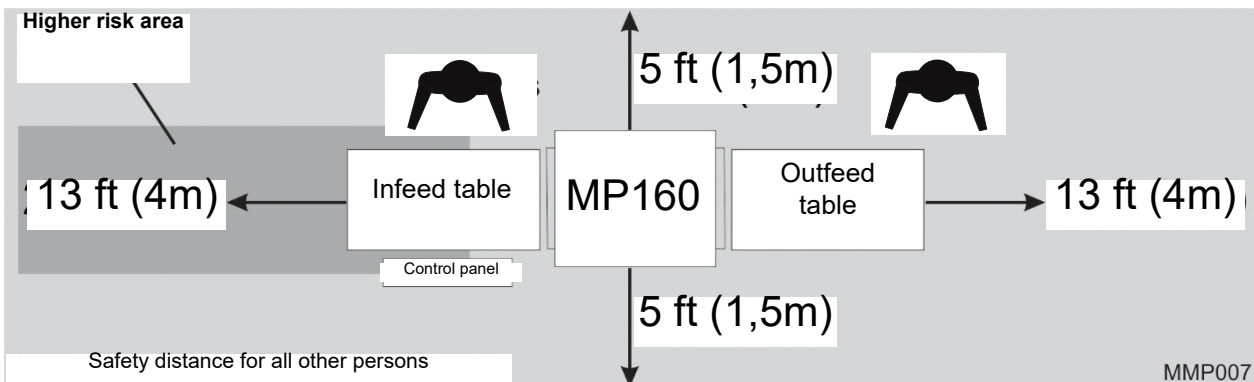 Higher risk area
5 ft (1,5m)
13 ft (4m)
Infeed table
MP160
Outfeed
table
13 ft (4m)
Control panel
5 ft (1,5m)
Safety distance for all other persons
MMP007